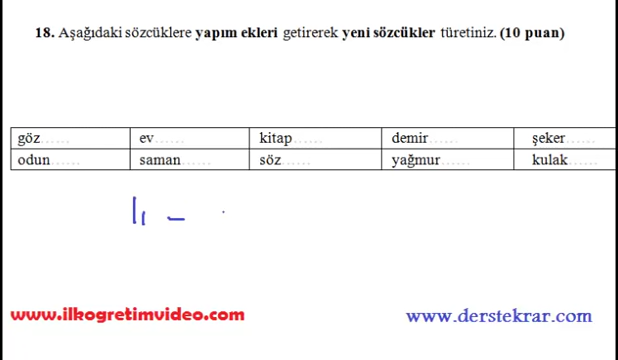 18. Aşağıdaki sözcüklere yapım ekleri getirerek yeni sözcükler türetiniz. (10 puan)
göz...... ev...... kitap...... demir...... şeker......
odun...... saman...... söz...... yağmur...... kulak......
www.ilkogretimvideo.com www.derstekrar.com